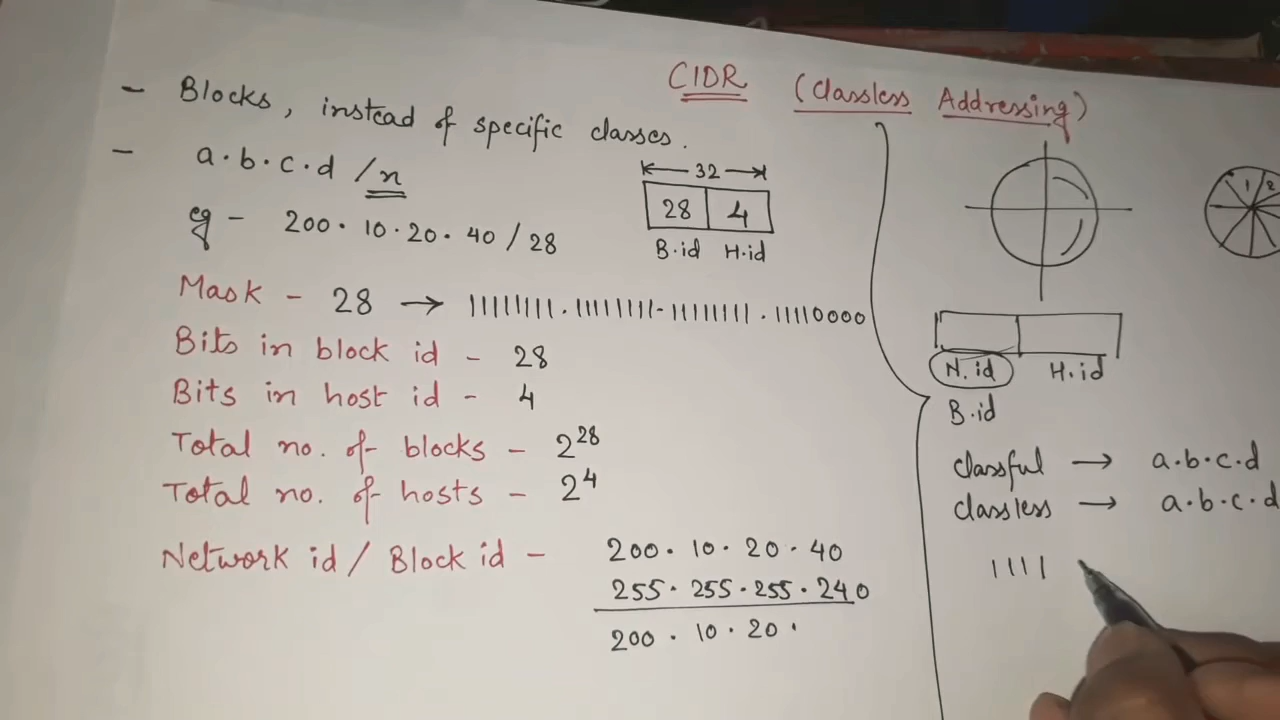 CIDR (Classless Addressing)
- Blocks, instead of specific classes.
- a.b.c.d /n
eg - 200.10.20.40/28
32
28 4
B.id H.id
Mask - 28 → 11111111.11111111.11111111.11110000
Bits in block id - 28
Bits in host id - 4
Total no. of blocks - 2^28
Total no. of hosts - 2^4
Network id / Block id - 200.10.20.40
255.255.255.240
200.10.20.
1 2
N.id H.id
B.id
classful → a.b.c.d
classless → a.b.c.d
1111